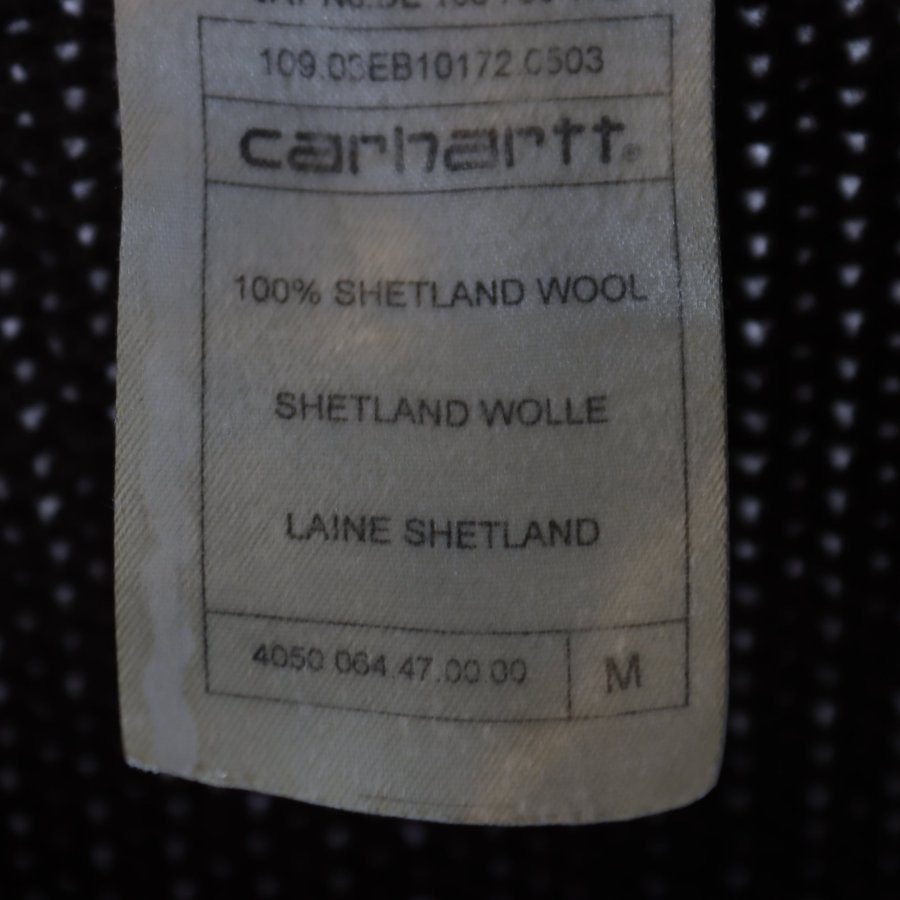 109.03EB10172.0503
carhartt®
100% SHETLAND WOOL
SHETLAND WOLLE
LAINE SHETLAND
4050 064.47.00.00 M